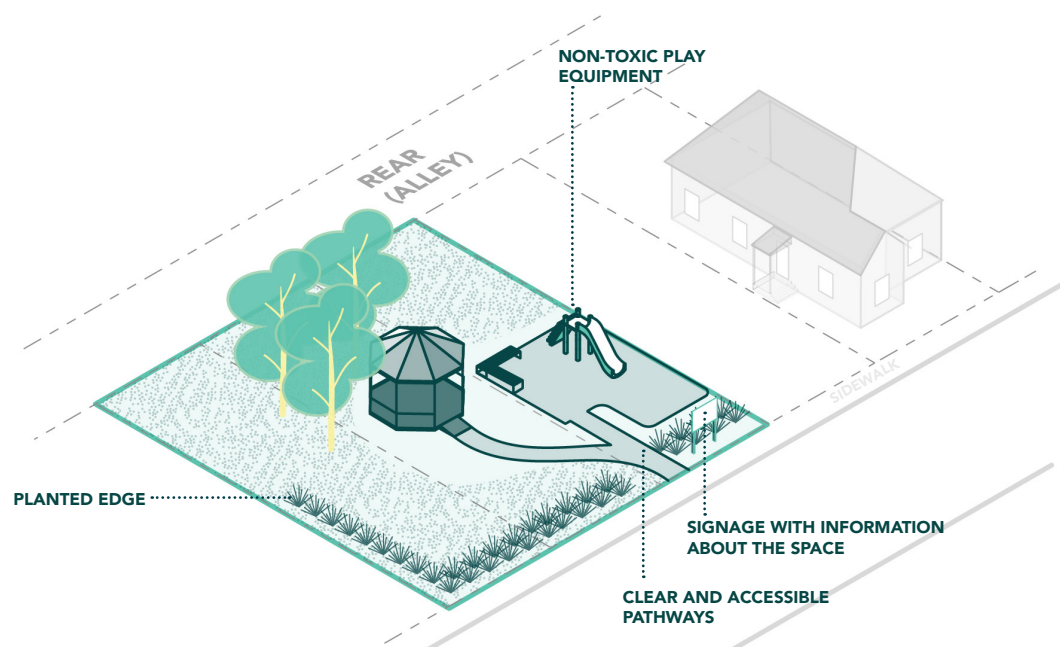 NON-TOXIC PLAY
EQUIPMENT
REAR
(ALLEY)
SIDEWALK
PLANTED EDGE
SIGNAGE WITH INFORMATION
ABOUT THE SPACE
CLEAR AND ACCESSIBLE
PATHWAYS